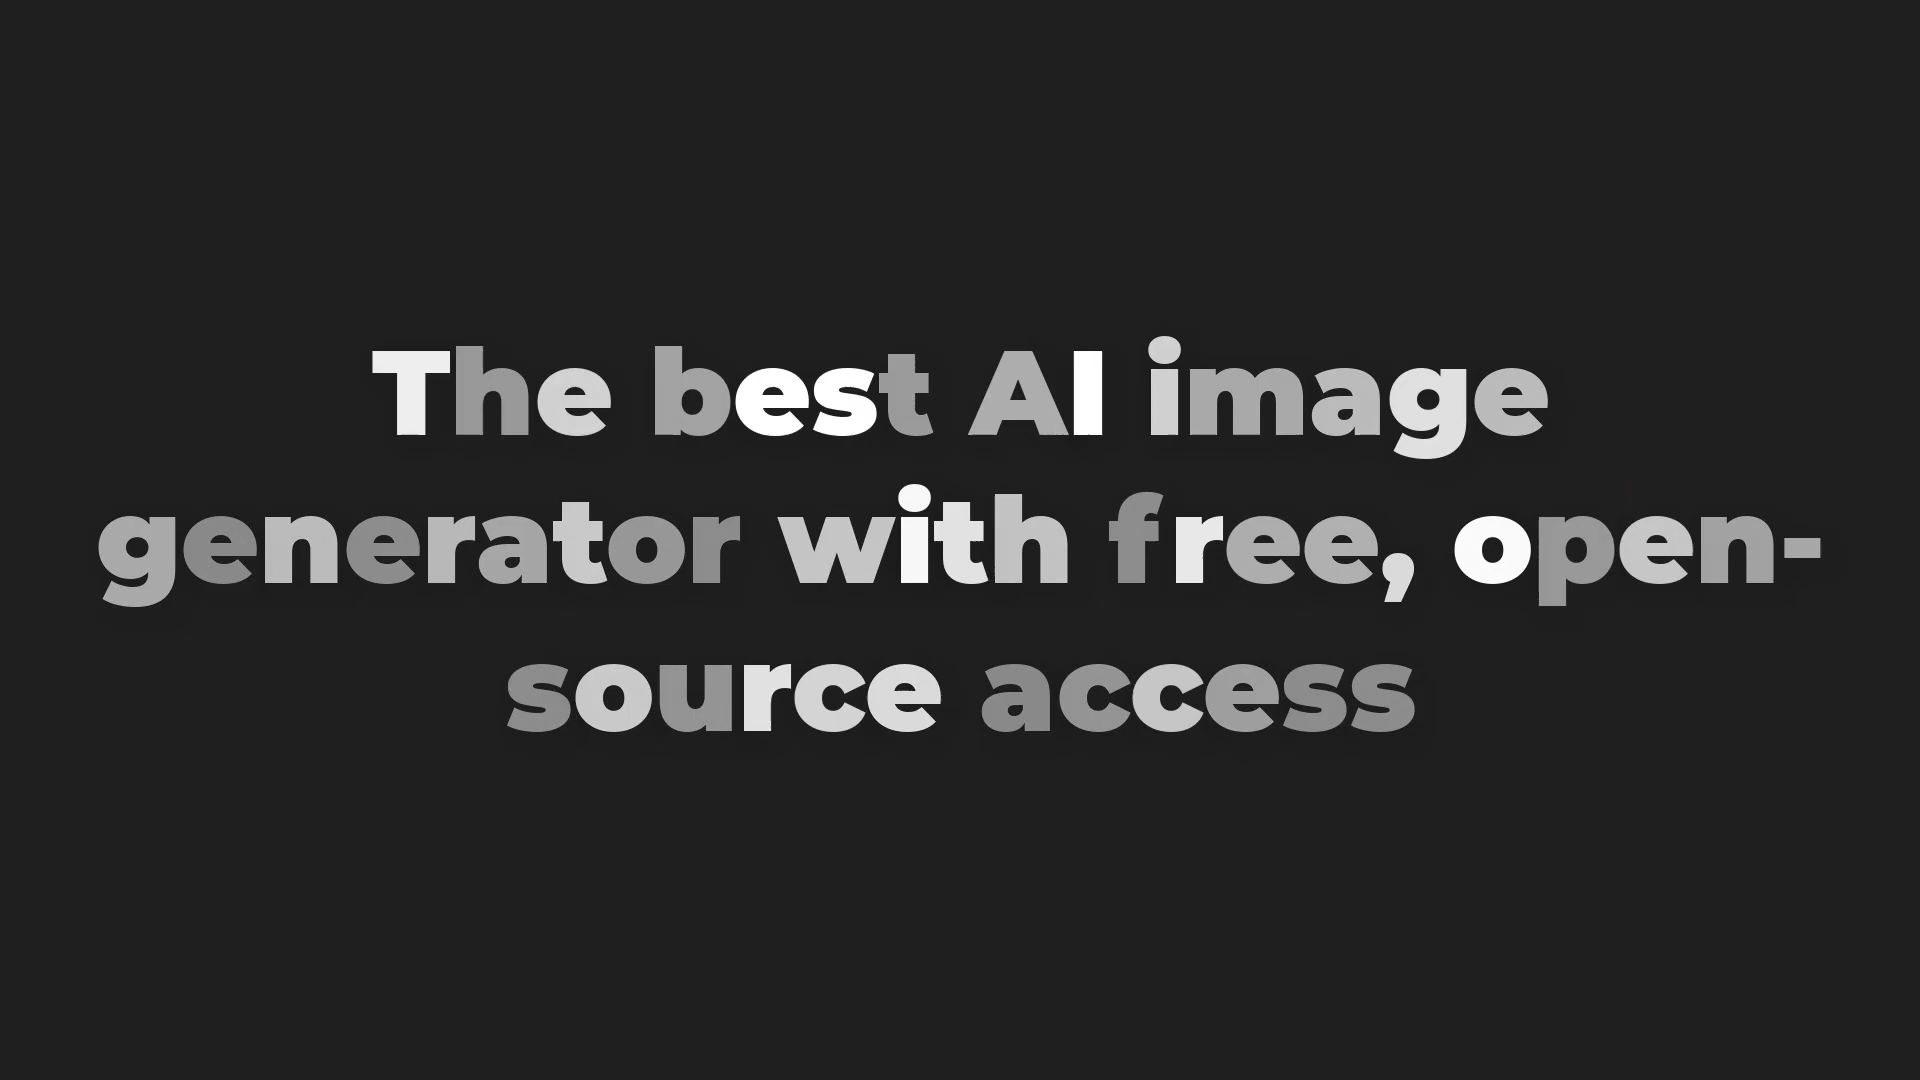 The best AI image
generator with free, open-
source access